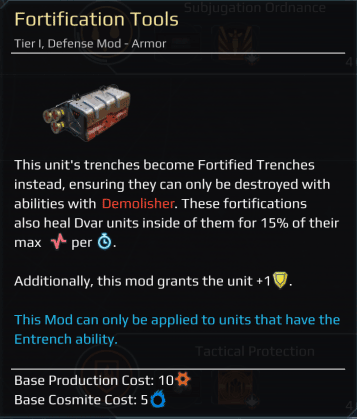 Subjugation Ordnance
Fortification Tools
Tier I, Defense Mod - Armor
This unit's trenches become Fortified Trenches
instead, ensuring they can only be destroyed with
abilities with Demolisher. These fortifications
also heal Dvar units inside of them for 15% of their
max per .
Additionally, this mod grants the unit +1 .
This Mod can only be applied to units that have the
Entrench ability.
Tactical Protection
Base Production Cost: 10
Base Cosmite Cost: 5